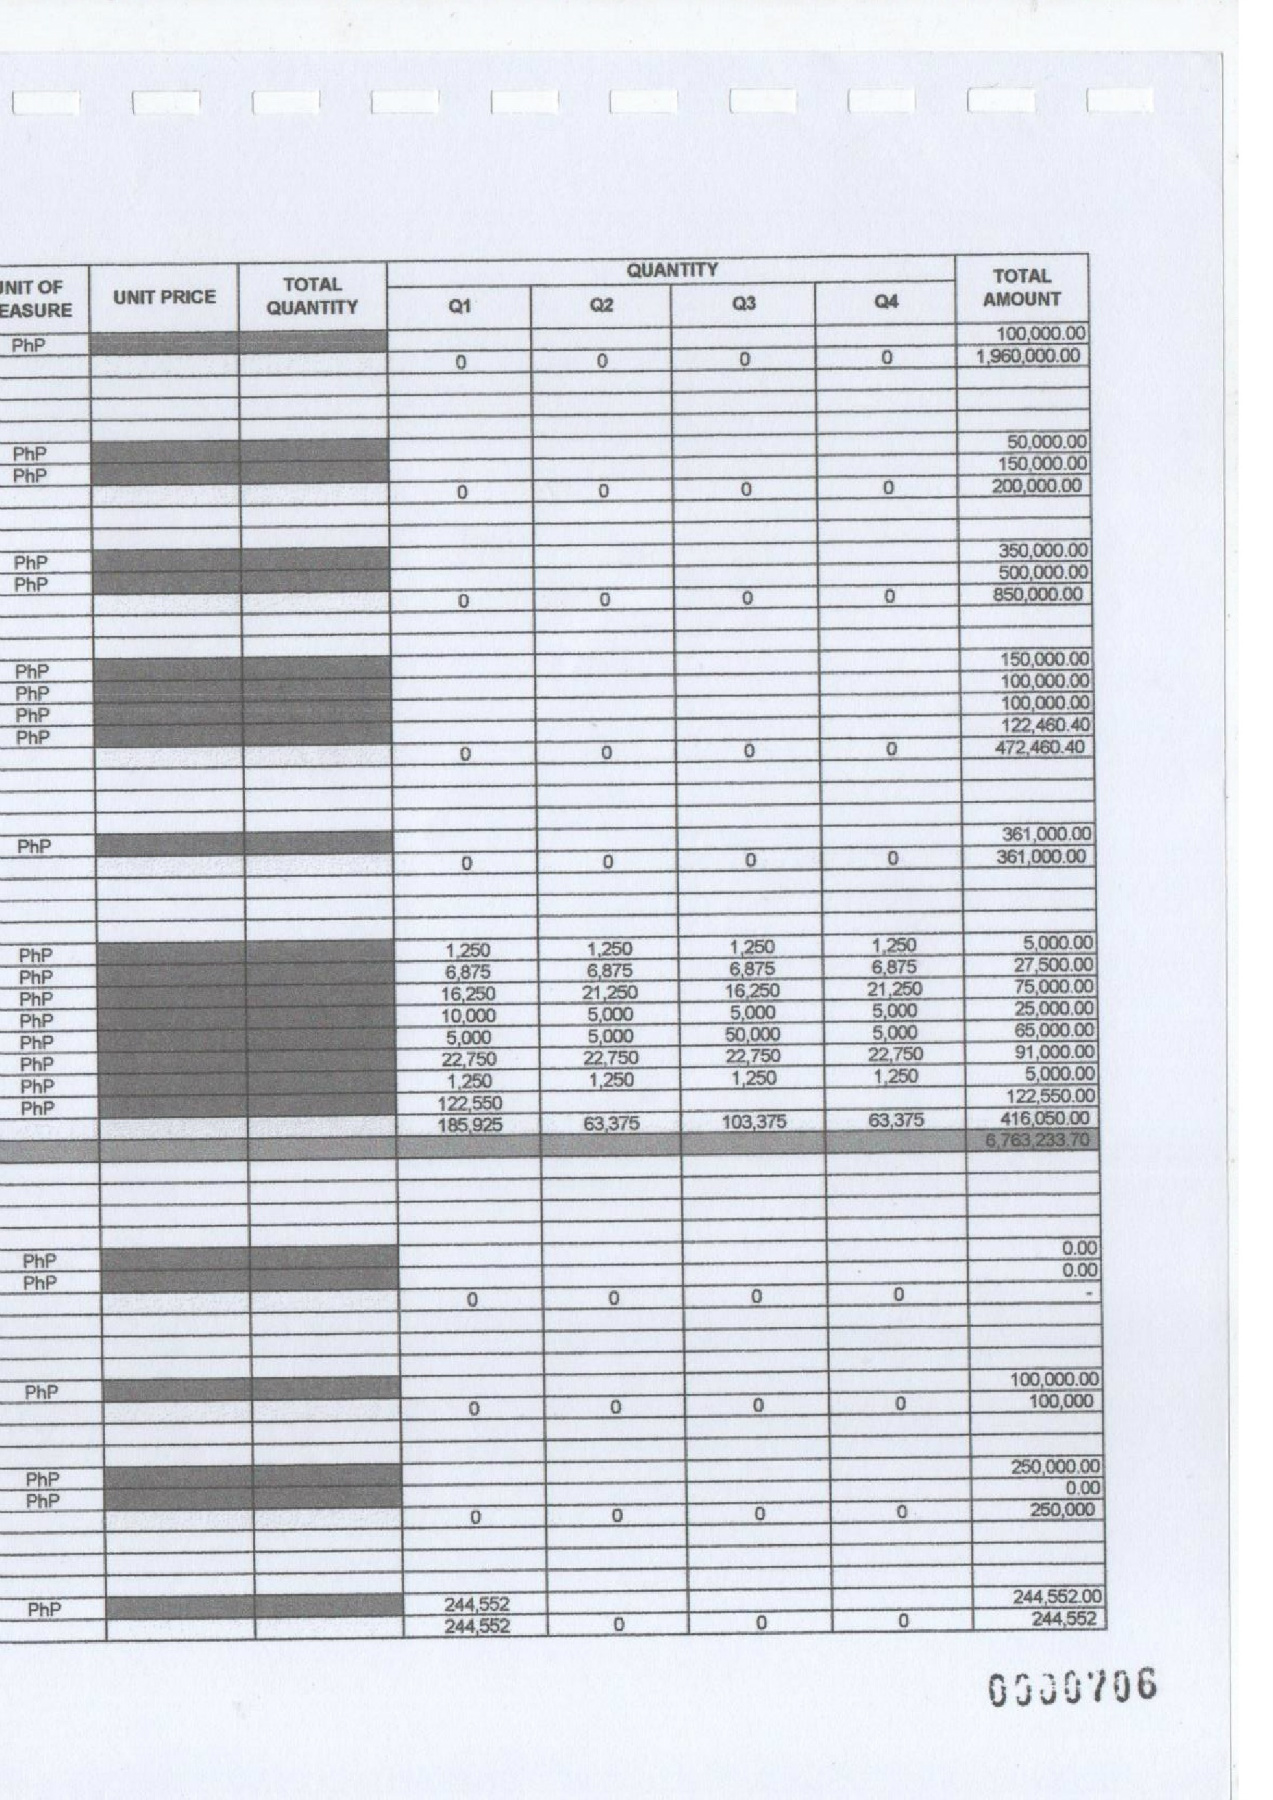 UNIT OF
EASURE
UNIT PRICE
TOTAL
QUANTITY
QUANTITY
Q1 Q2 Q3 Q4
TOTAL
AMOUNT
PhP 100,000.00
0 0 0 0 1,960,000.00
PhP 50,000.00
PhP 150,000.00
0 0 0 0 200,000.00
PhP 350,000.00
PhP 500,000.00
0 0 0 0 850,000.00
PhP 150,000.00
PhP 100,000.00
PhP 100,000.00
PhP 122,460.40
0 0 0 0 472,460.40
PhP 361,000.00
0 0 0 0 361,000.00
PhP 1,250 1,250 1,250 1,250 5,000.00
PhP 6,875 6,875 6,875 6,875 27,500.00
PhP 16,250 21,250 16,250 21,250 75,000.00
PhP 10,000 5,000 5,000 5,000 25,000.00
PhP 5,000 5,000 50,000 5,000 65,000.00
PhP 22,750 22,750 22,750 22,750 91,000.00
PhP 1,250 1,250 1,250 1,250 5,000.00
PhP 122,550 122,550.00
185,925 63,375 103,375 63,375 416,050.00
6,763,233.70
PhP 0.00
PhP 0.00
0 0 0 0 -
PhP 100,000.00
0 0 0 0 100,000
PhP 250,000.00
PhP 0.00
0 0 0 0 250,000
PhP 244,552 244,552.00
244,552 0 0 0 244,552
0000706